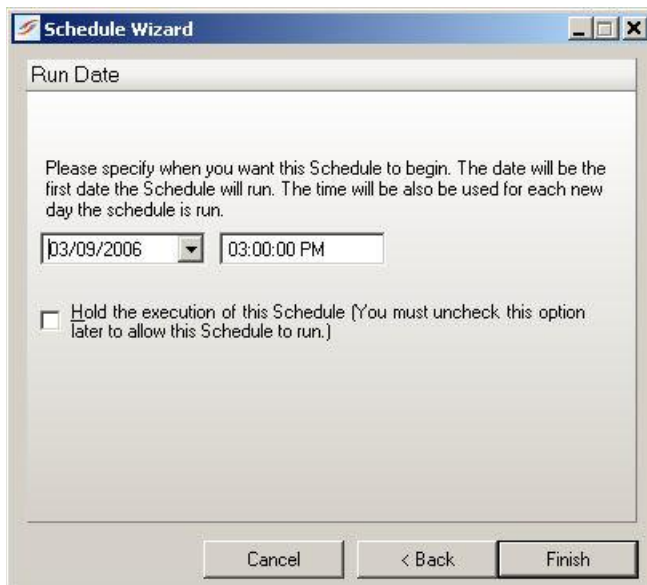 Schedule Wizard
Run Date
Please specify when you want this Schedule to begin. The date will be the
first date the Schedule will run. The time will be also be used for each new
day the schedule is run.
03/09/2006 03:00:00 PM
Hold the execution of this Schedule (You must uncheck this option
later to allow this Schedule to run.)
Cancel < Back Finish